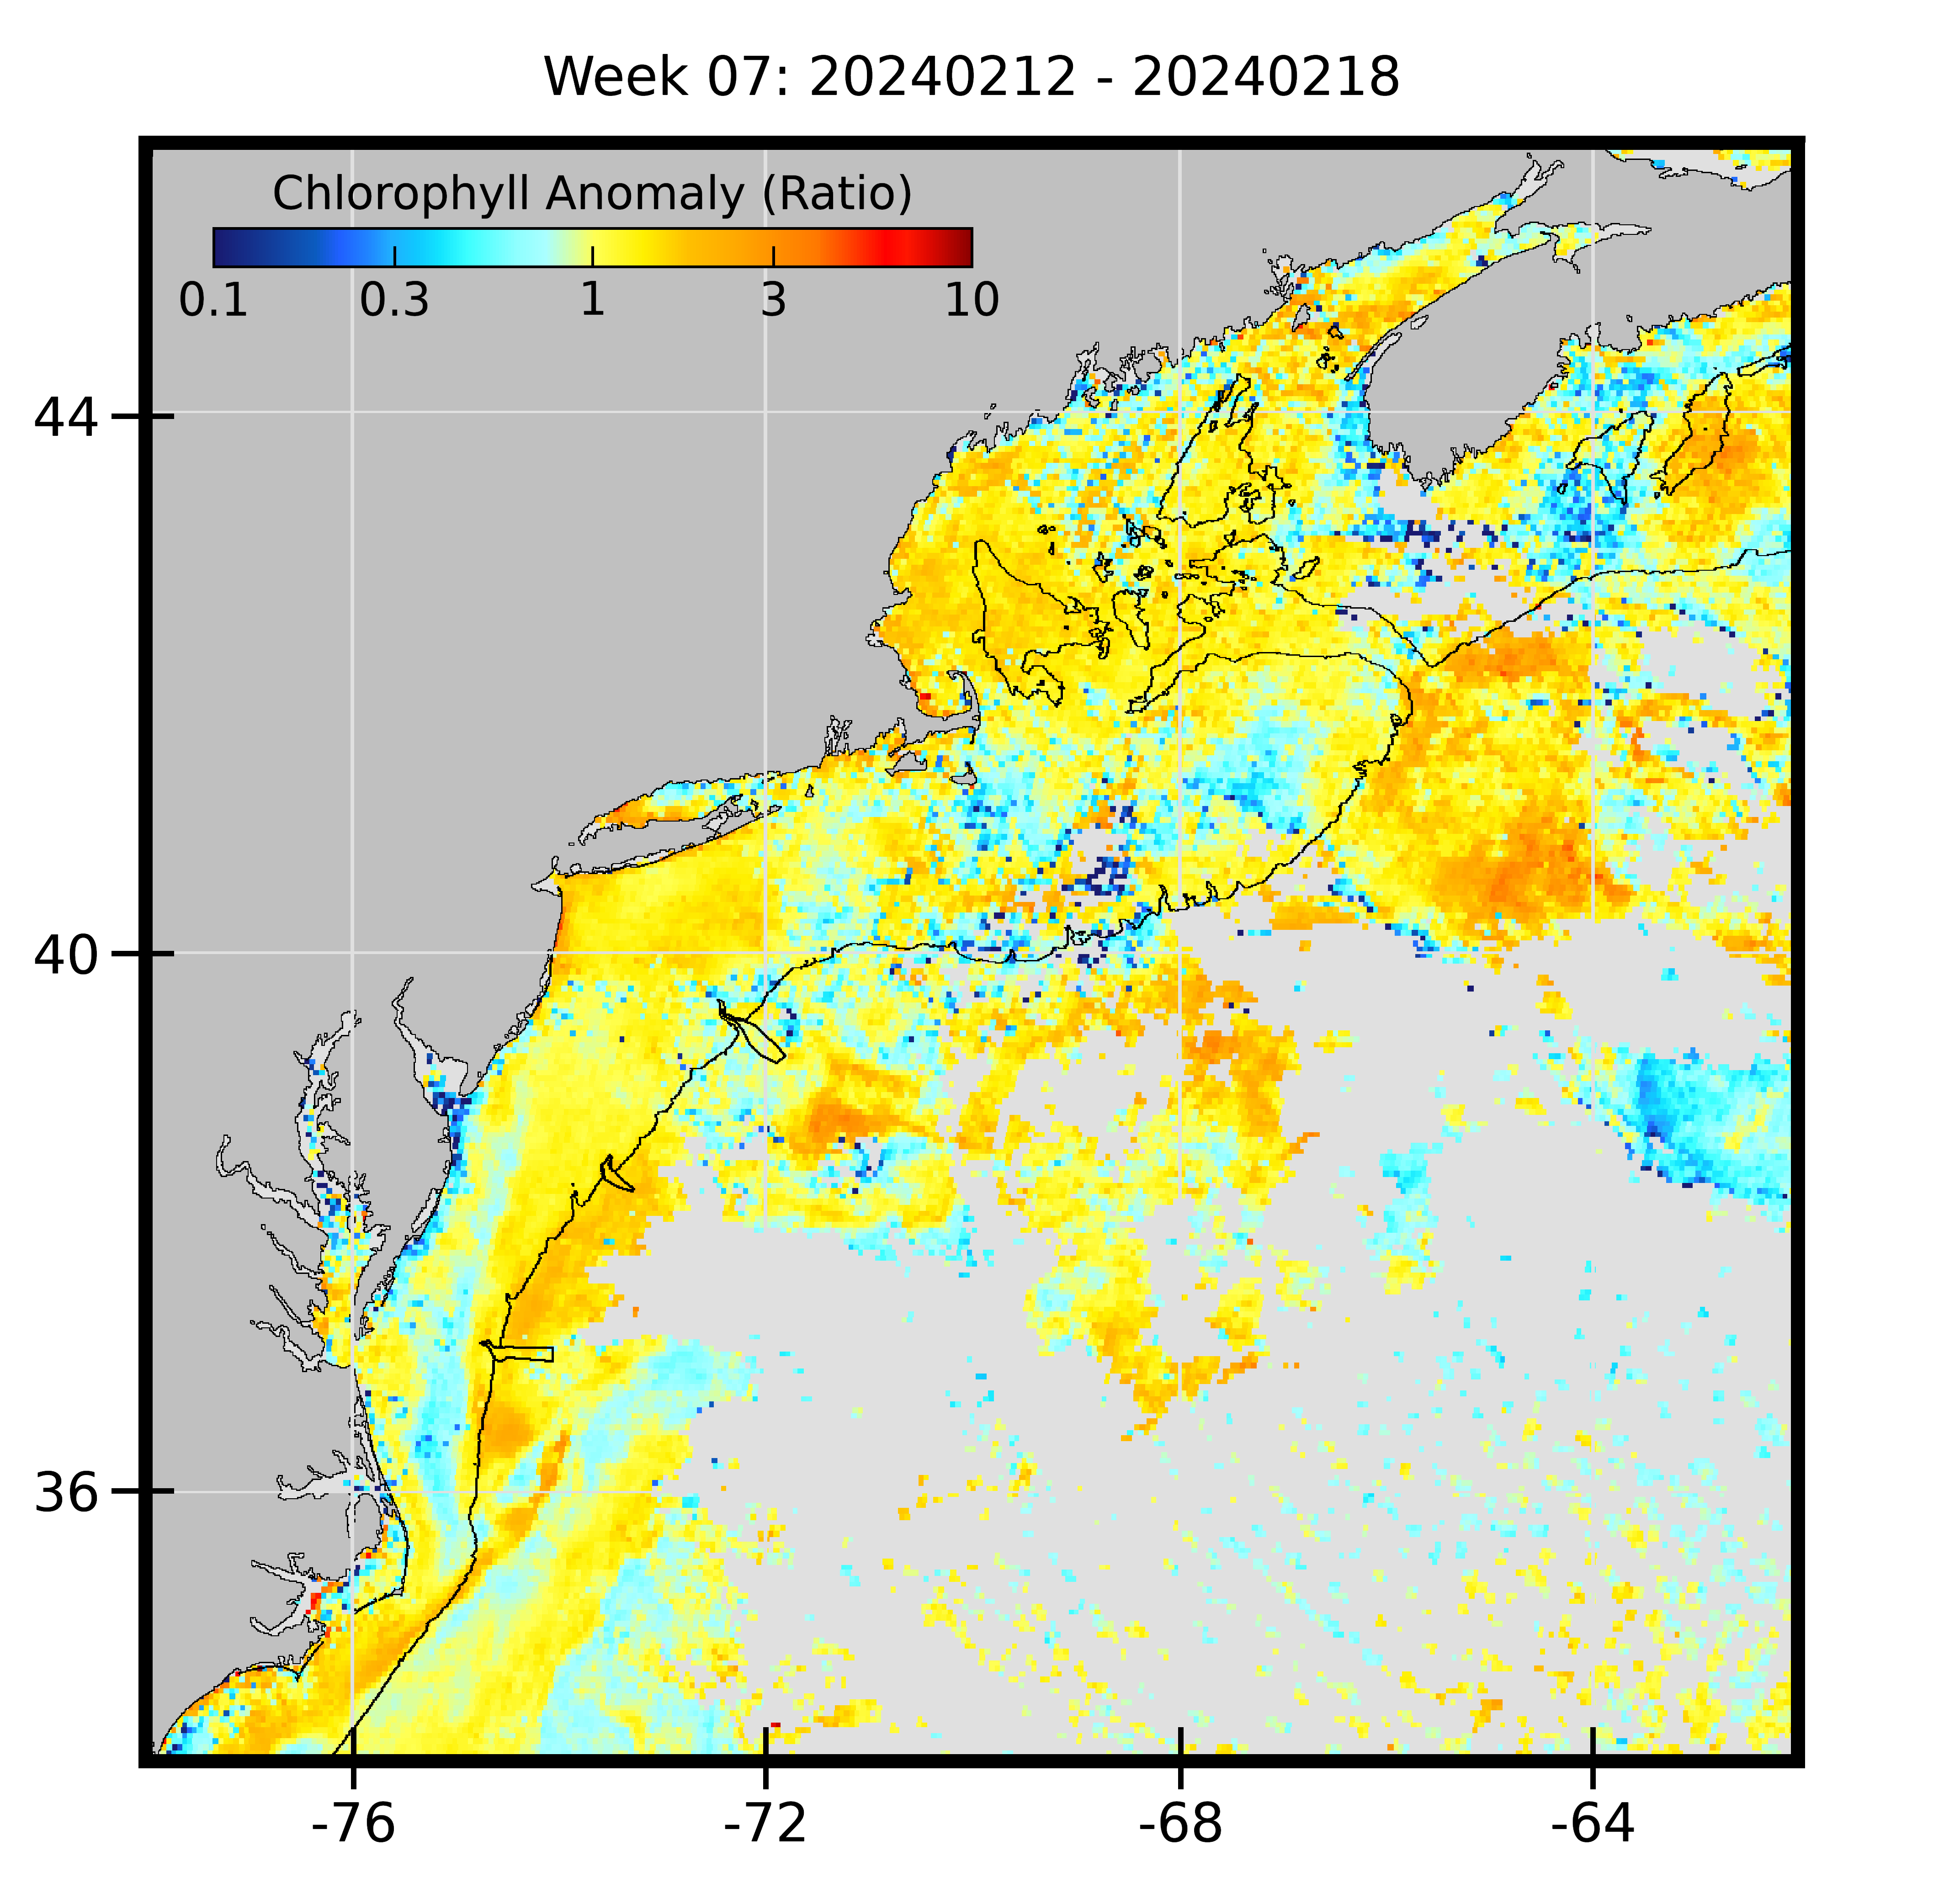 Week 07: 20240212 - 20240218
Chlorophyll Anomaly (Ratio)
0.1 0.3 1 3 10
44
40
36
-76 -72 -68 -64